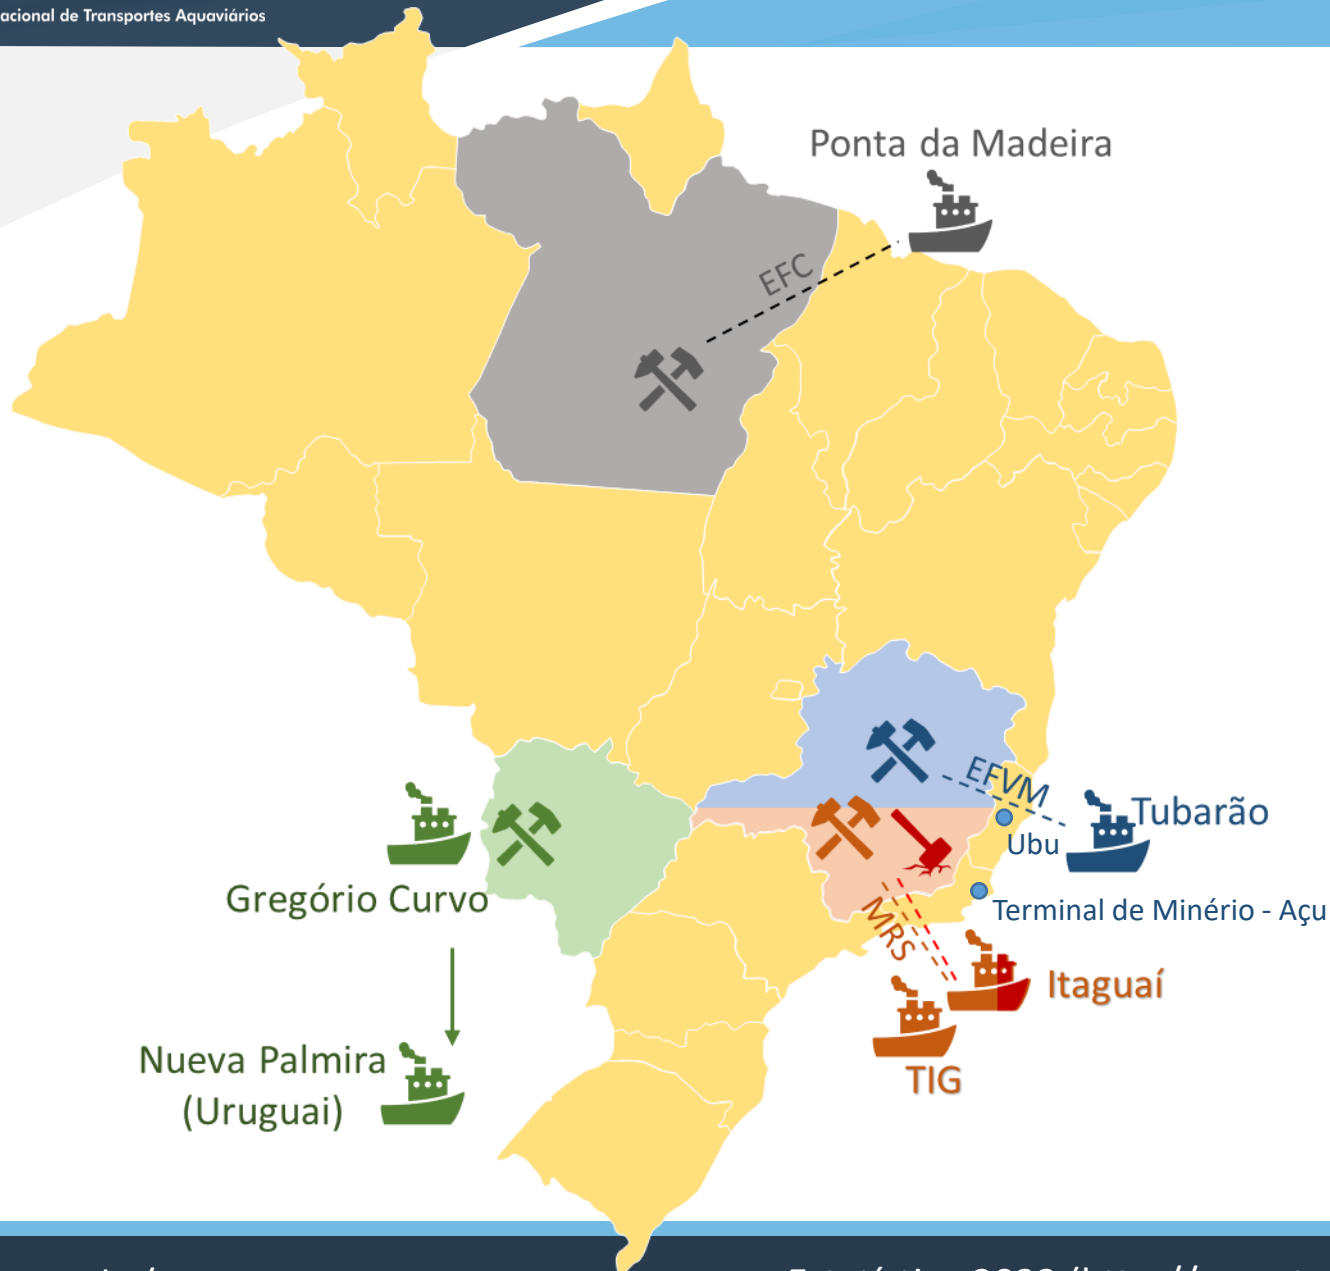 de Transportes Aquaviários
Ponta da Madeira
EFC
EFVM
Tubarão
Ubu
Gregório Curvo
Terminal de Minério - Açu
MRS
Itaguaí
Nueva Palmira
(Uruguai)
TIG